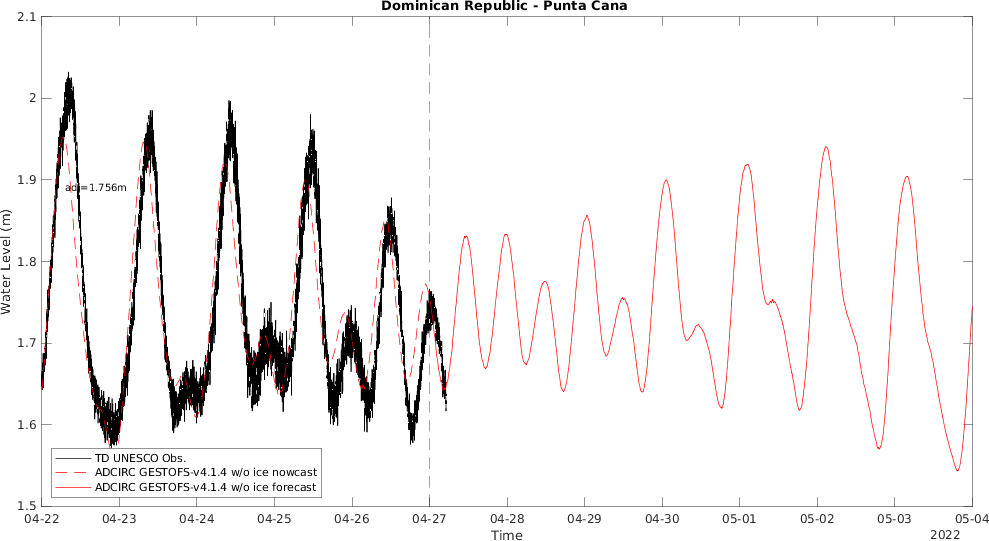 Dominican Republic - Punta Cana
2.1
2
1.9
1.8
1.7
1.6
1.5
Water Level (m)
adj=1.756m
TD UNESCO Obs.
ADCIRC GESTOFS-v4.1.4 w/o ice nowcast
ADCIRC GESTOFS-v4.1.4 w/o ice forecast
04-22 04-23 04-24 04-25 04-26 04-27 04-28 04-29 04-30 05-01 05-02 05-03 05-04
Time
2022